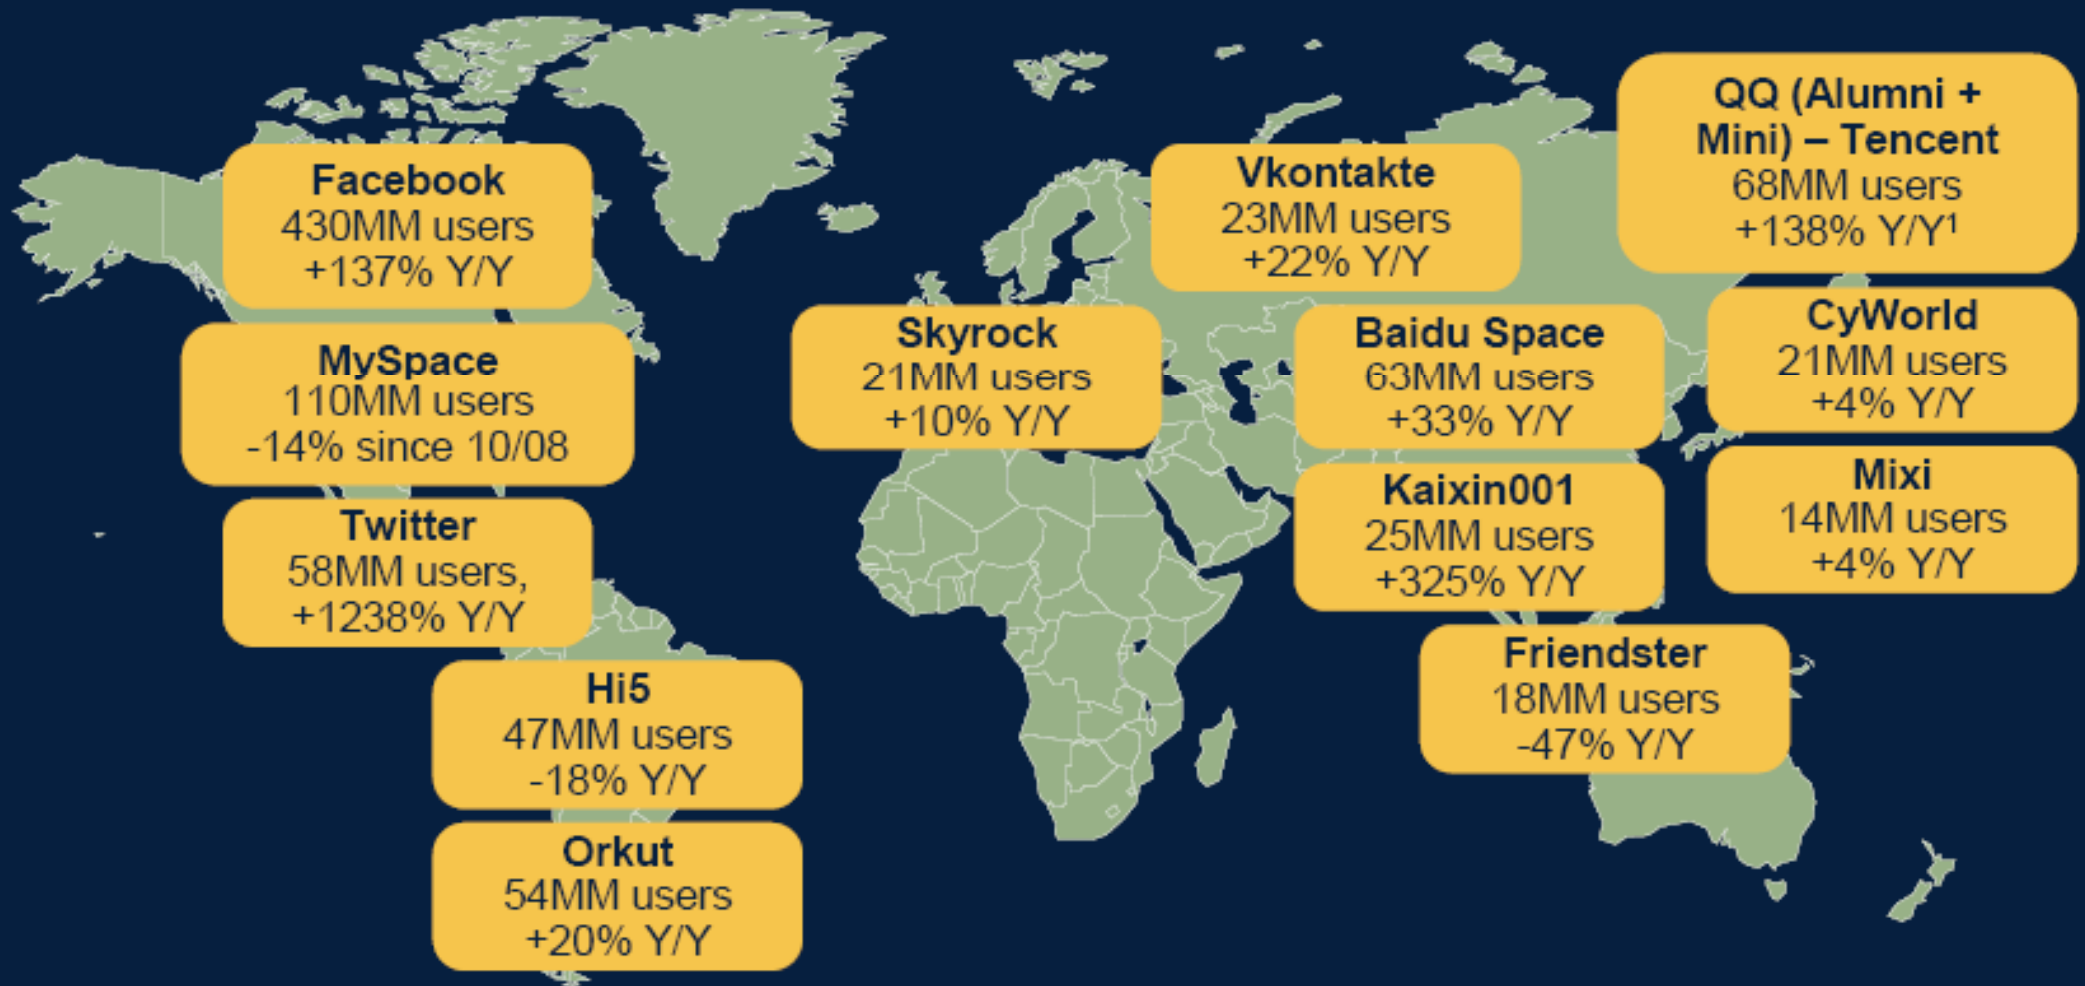 Facebook
430MM users
+137% Y/Y
MySpace
110MM users
-14% since 10/08
Twitter
58MM users,
+1238% Y/Y
Hi5
47MM users
-18% Y/Y
Orkut
54MM users
+20% Y/Y
Skyrock
21MM users
+10% Y/Y
Vkontakte
23MM users
+22% Y/Y
Baidu Space
63MM users
+33% Y/Y
Kaixin001
25MM users
+325% Y/Y
Friendster
18MM users
-47% Y/Y
QQ (Alumni +
Mini) – Tencent
68MM users
+138% Y/Y¹
CyWorld
21MM users
+4% Y/Y
Mixi
14MM users
+4% Y/Y